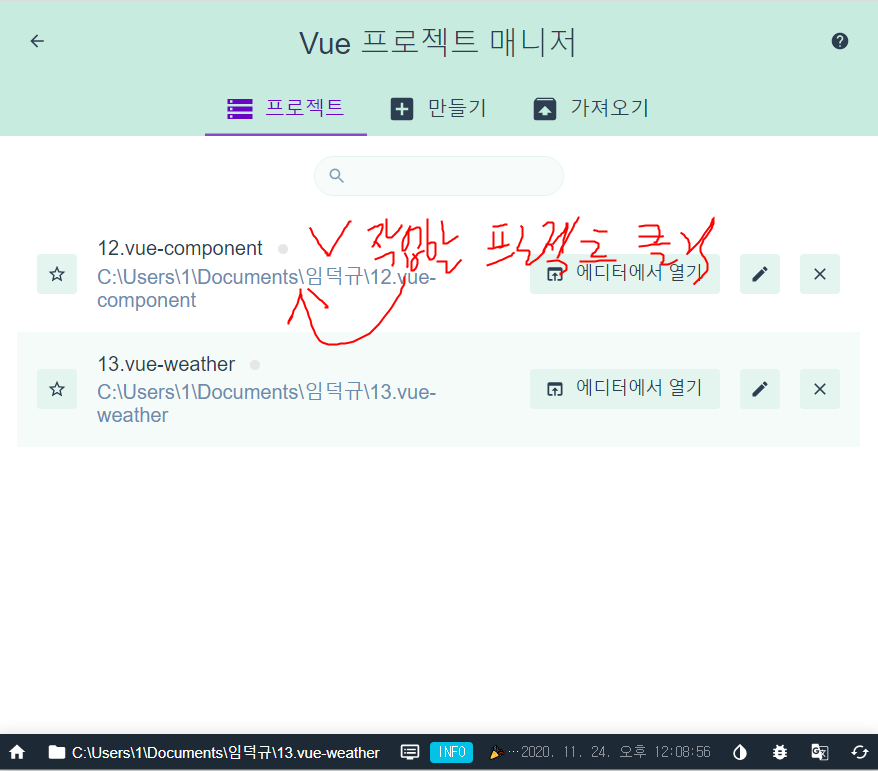 Vue 프로젝트 매니저
프로젝트 만들기 가져오기
12.vue-component
C:\Users\1\Documents\임덕규\12.vue-
component
작업할 프로젝트 클릭
에디터에서 열기
13.vue-weather
C:\Users\1\Documents\임덕규\13.vue-
weather
에디터에서 열기
C:\Users\1\Documents\임덕규\13.vue-weather INFO 🎉 ···2020. 11. 24. 오후 12:08:56